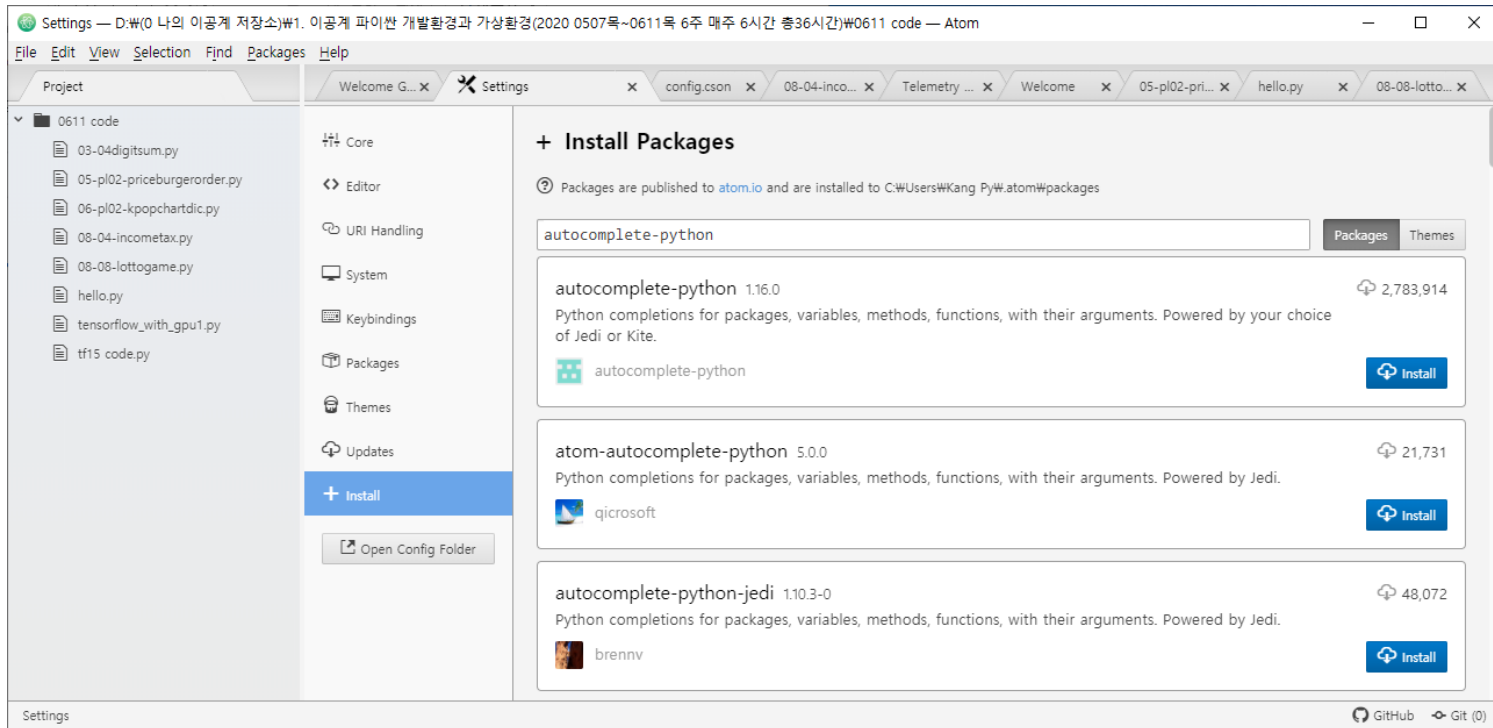 Settings — D:₩(0 나의 이공계 저장소)₩1. 이공계 파이싼 개발환경과 가상환경(2020 0507목~0611목 6주 매주 6시간 총36시간)₩0611 code — Atom
File Edit View Selection Find Packages Help
Project
Welcome G... Settings config.cson 08-04-inco... Telemetry ... Welcome 05-pl02-pri... hello.py 08-08-lotto...
0611 code
03-04digitsum.py
05-pl02-priceburgerorder.py
06-pl02-kpopchartdic.py
08-04-incometax.py
08-08-lottogame.py
hello.py
tensorflow_with_gpu1.py
tf15 code.py
Core
Editor
URI Handling
System
Keybindings
Packages
Themes
Updates
Install
Open Config Folder
Install Packages
Packages are published to atom.io and are installed to C:₩Users₩Kang Py₩.atom₩packages
autocomplete-python
Packages Themes
autocomplete-python 1.16.0 2,783,914
Python completions for packages, variables, methods, functions, with their arguments. Powered by your choice
of Jedi or Kite.
autocomplete-python Install
atom-autocomplete-python 5.0.0 21,731
Python completions for packages, variables, methods, functions, with their arguments. Powered by Jedi.
qicrosoft Install
autocomplete-python-jedi 1.10.3-0 48,072
Python completions for packages, variables, methods, functions, with their arguments. Powered by Jedi.
brennv Install
Settings GitHub Git (0)